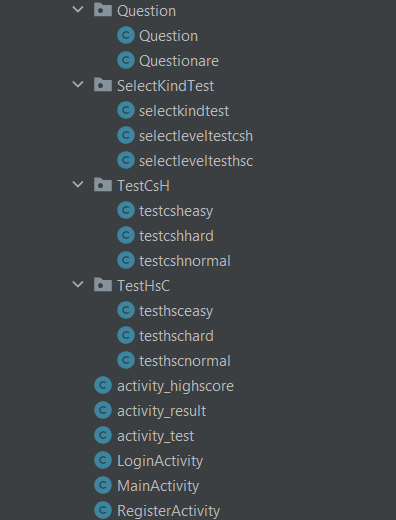 Question
Question
Questionare
SelectKindTest
selectkindtest
selectleveltestcsh
selectleveltesthsc
TestCsH
testcsheasy
testcshhard
testcshnormal
TestHsC
testhsceasy
testhschard
testhscnormal
activity_highscore
activity_result
activity_test
LoginActivity
MainActivity
RegisterActivity